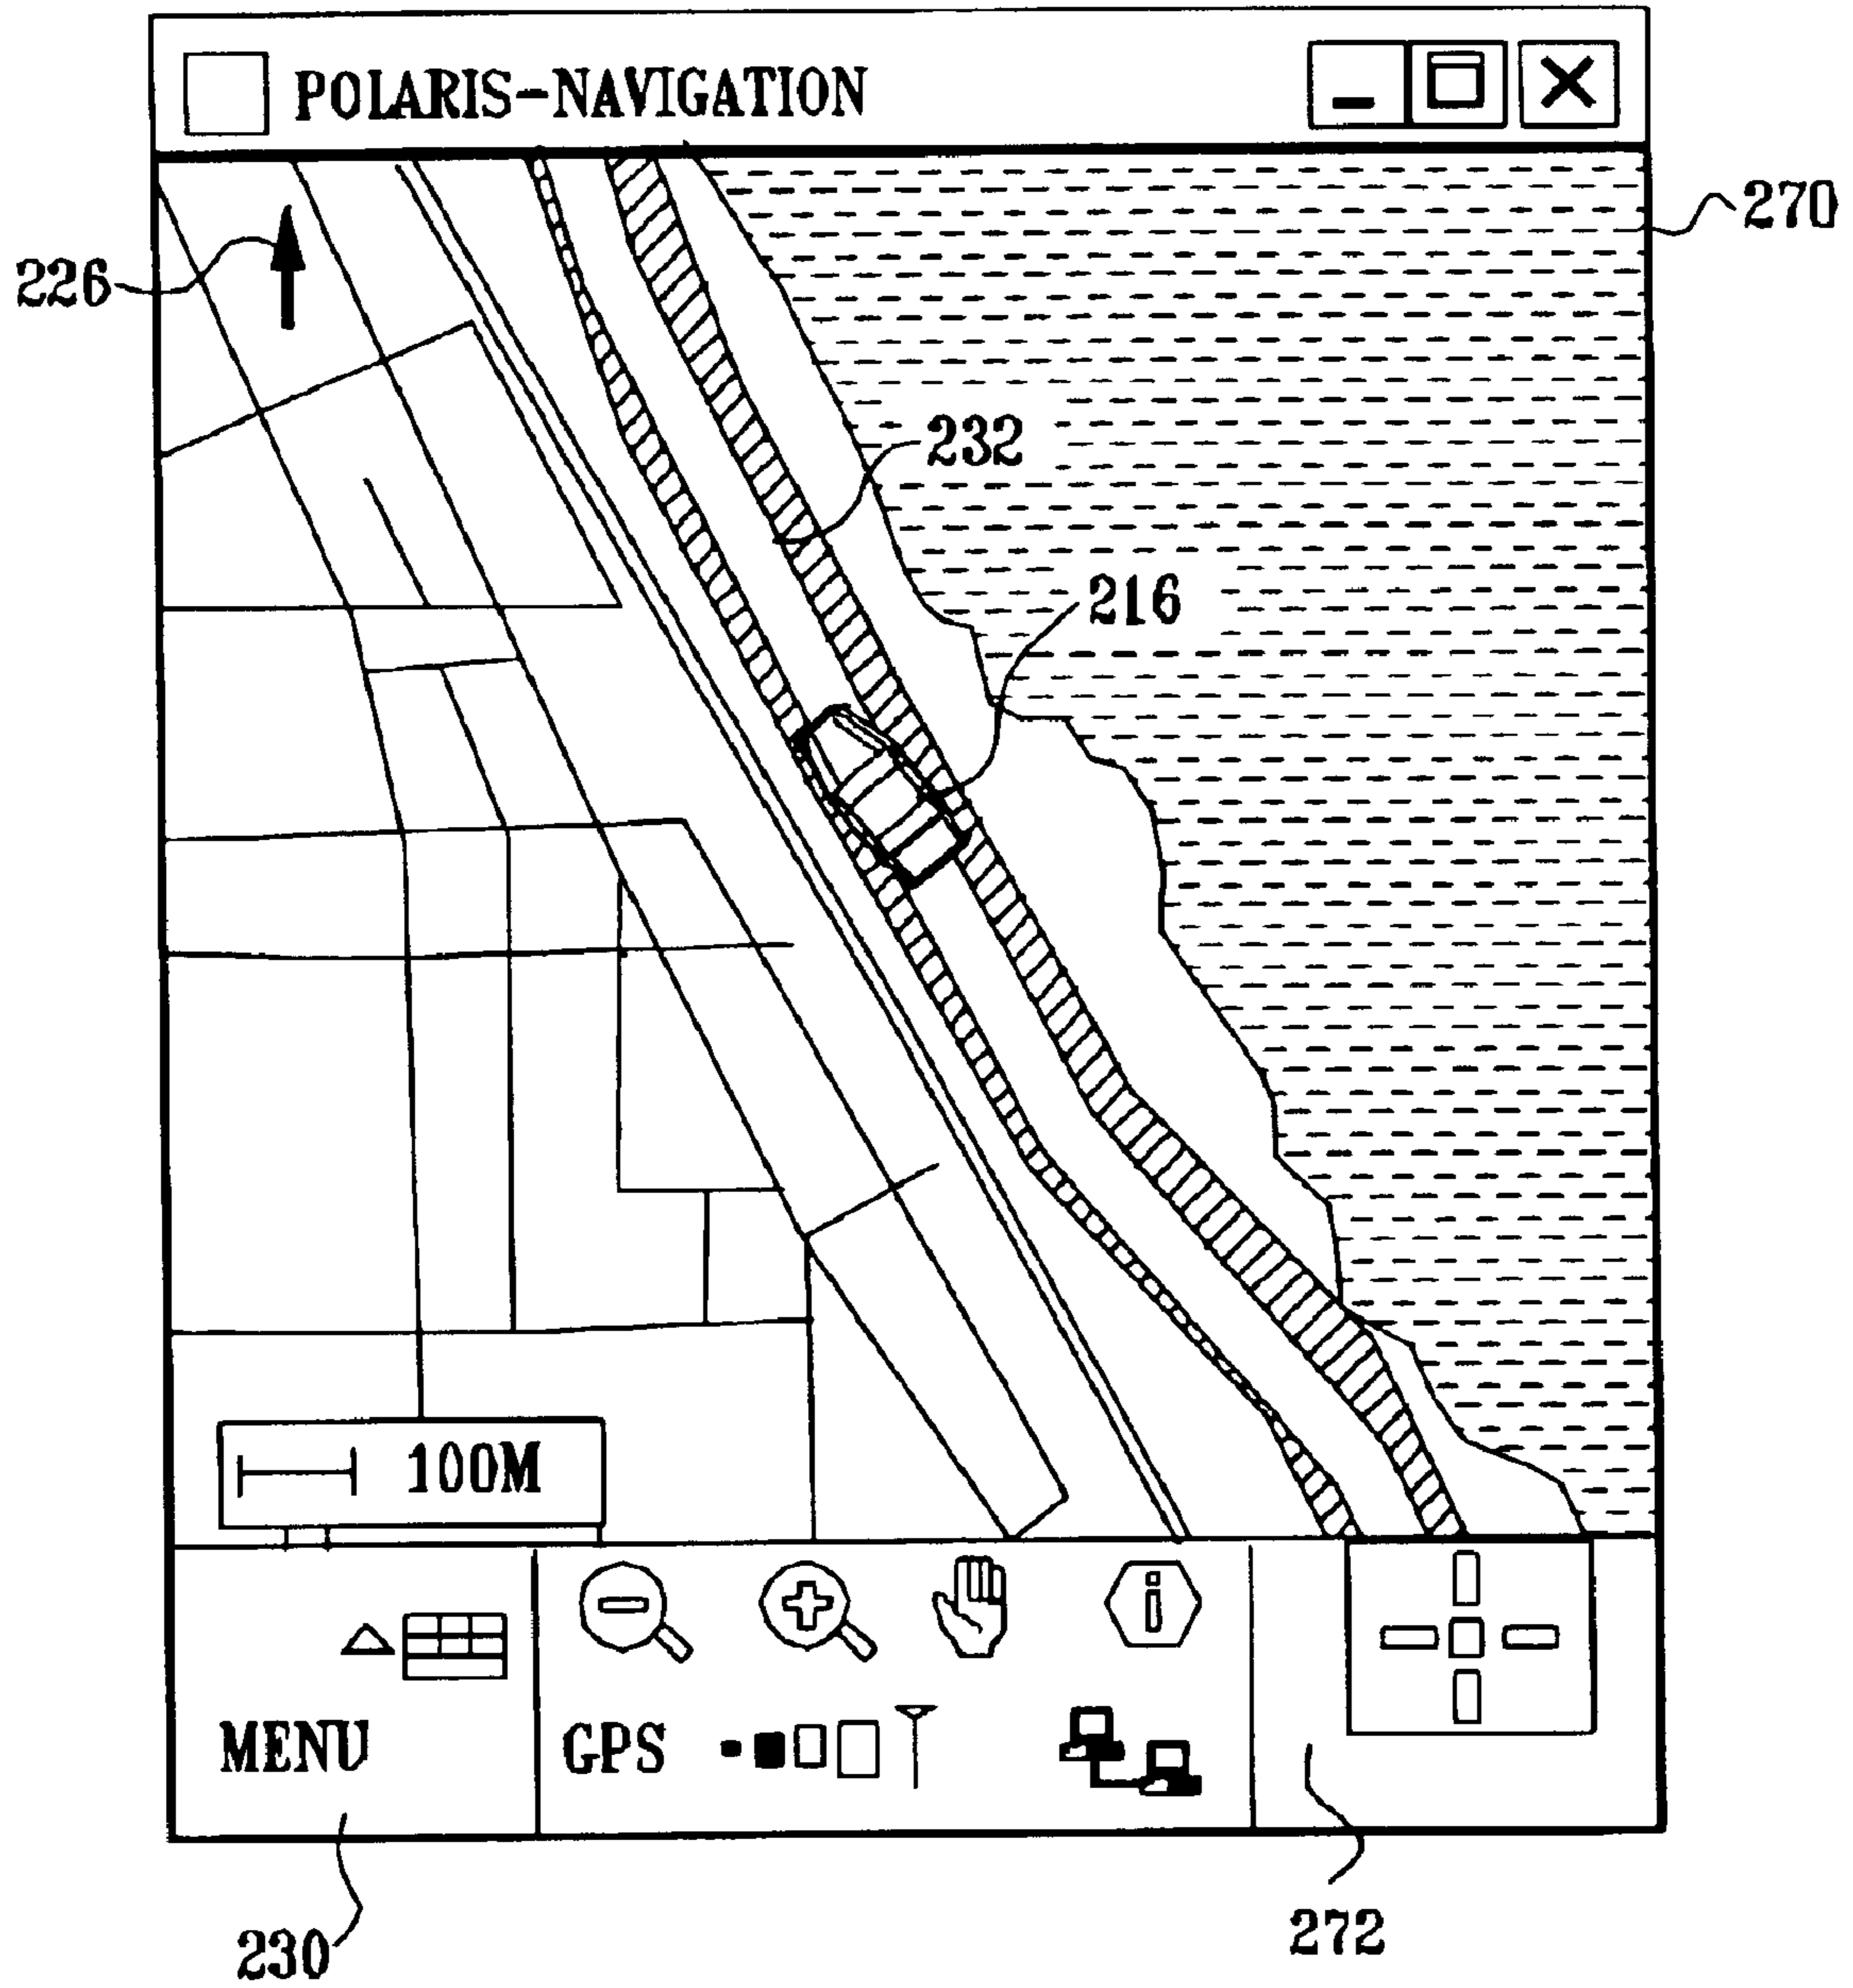 POLARIS-NAVIGATION
270
226
232
216
100M
MENU
GPS
230
272